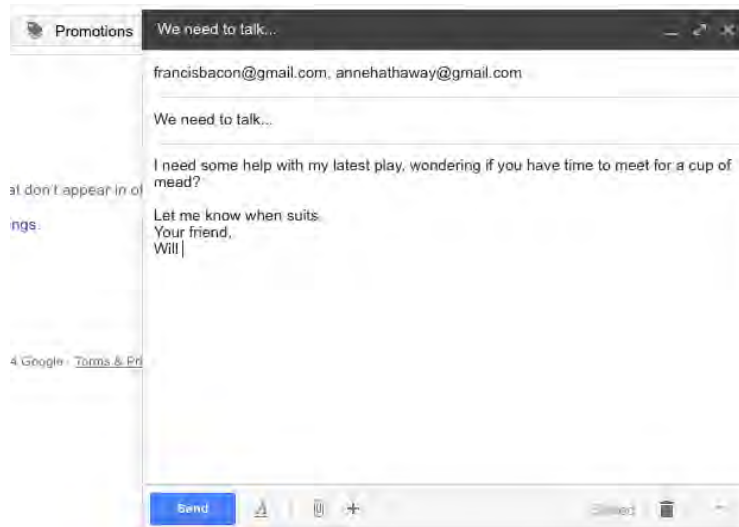 Promotions
We need to talk...
francisbacon@gmail.com, annehathaway@gmail.com
We need to talk...
I need some help with my latest play, wondering if you have time to meet for a cup of
mead?
at don't appear in
Let me know when suits.
ngs.
Your friend,
Will
4 Google - Terms & Pri
Send
Saved